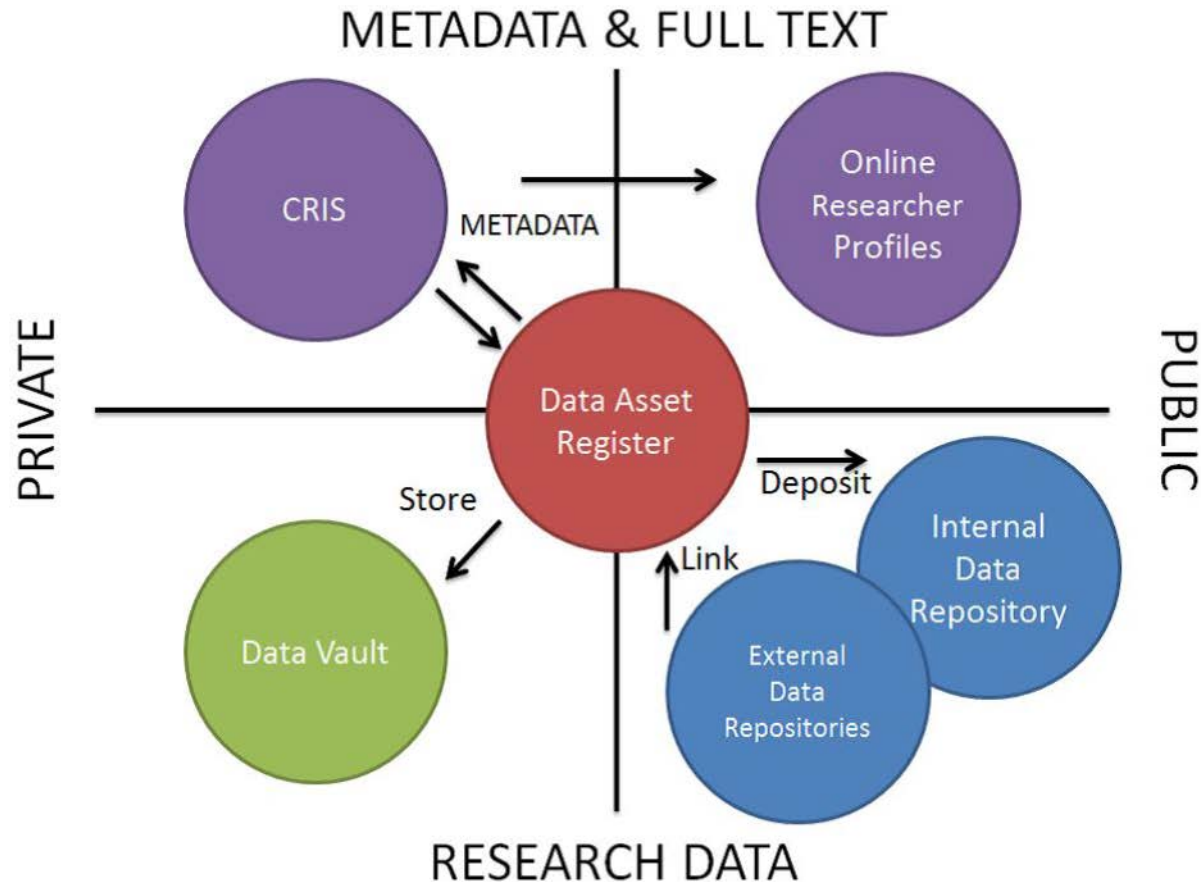 METADATA & FULL TEXT
CRIS
Online
Researcher
Profiles
METADATA
PRIVATE
PUBLIC
Data Asset
Register
Store
Deposit
Link
Internal
Data
Repository
Data Vault
External
Data
Repositories
RESEARCH DATA